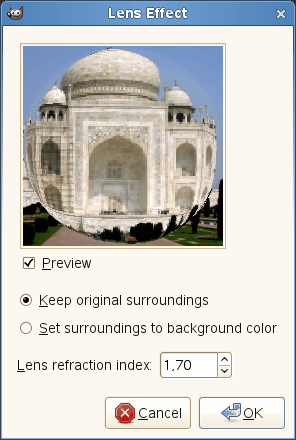 Lens Effect
Preview
Keep original surroundings
Set surroundings to background color
Lens refraction index: 1,70
Cancel OK